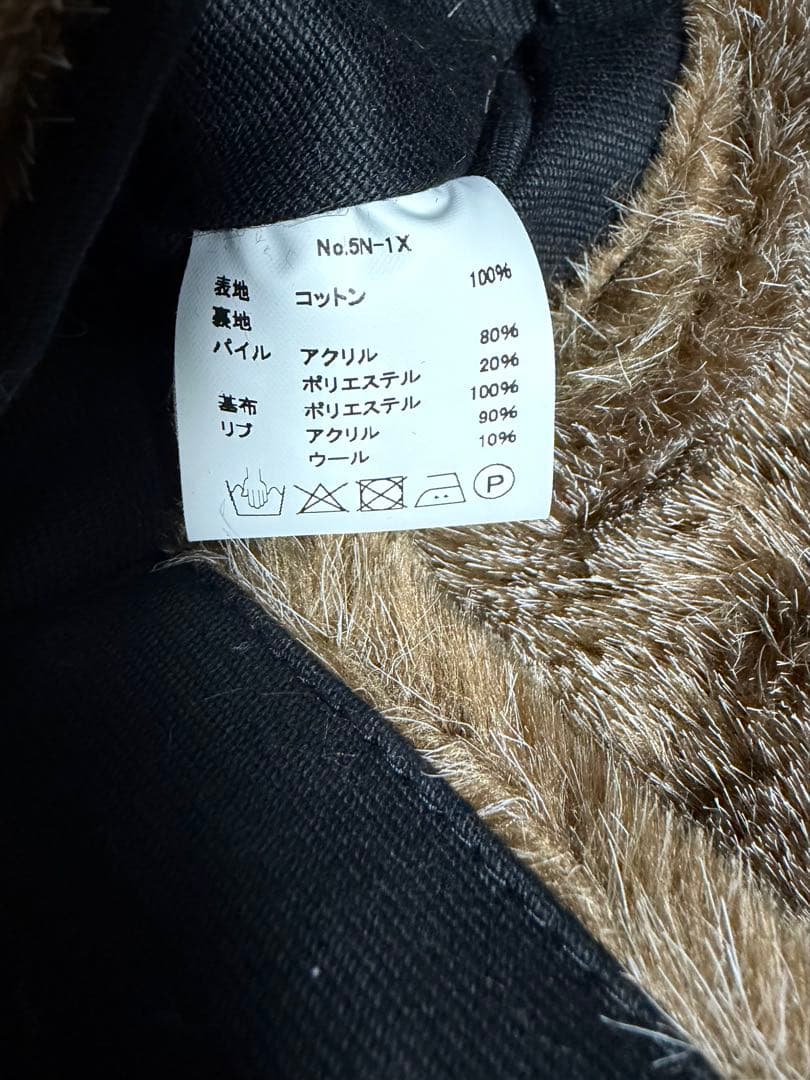 No.5N-1X
表地 コットン 100%
裏地
パイル アクリル 80%
ポリエステル 20%
基布 ポリエステル 100%
リブ アクリル 90%
ウール 10%
P